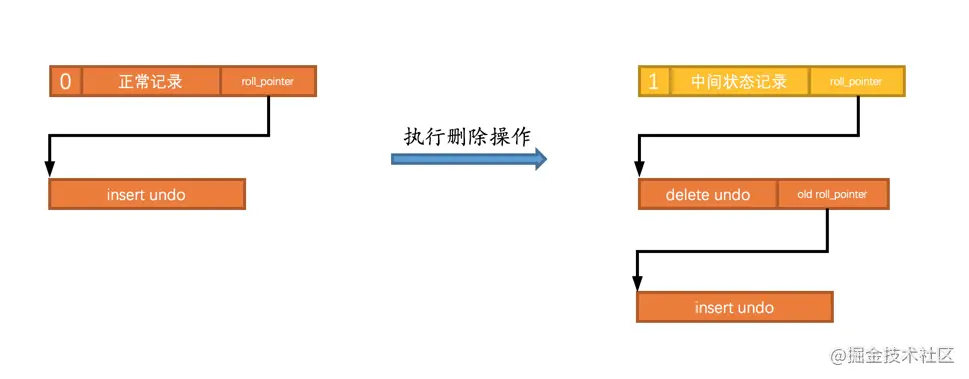 0 正常记录 roll_pointer
insert undo
执行删除操作
1 中间状态记录 roll_pointer
delete undo old roll_pointer
insert undo
@掘金技术社区